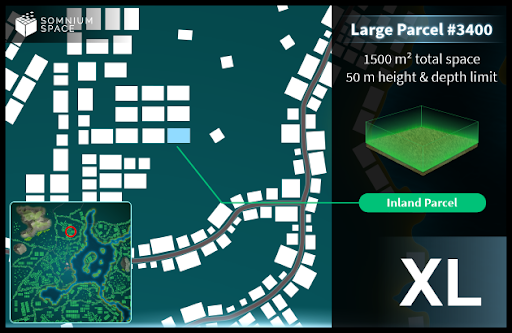 SOMNIUM
SPACE
Large Parcel #3400
1500 m² total space
50 m height & depth limit
Inland Parcel
XL